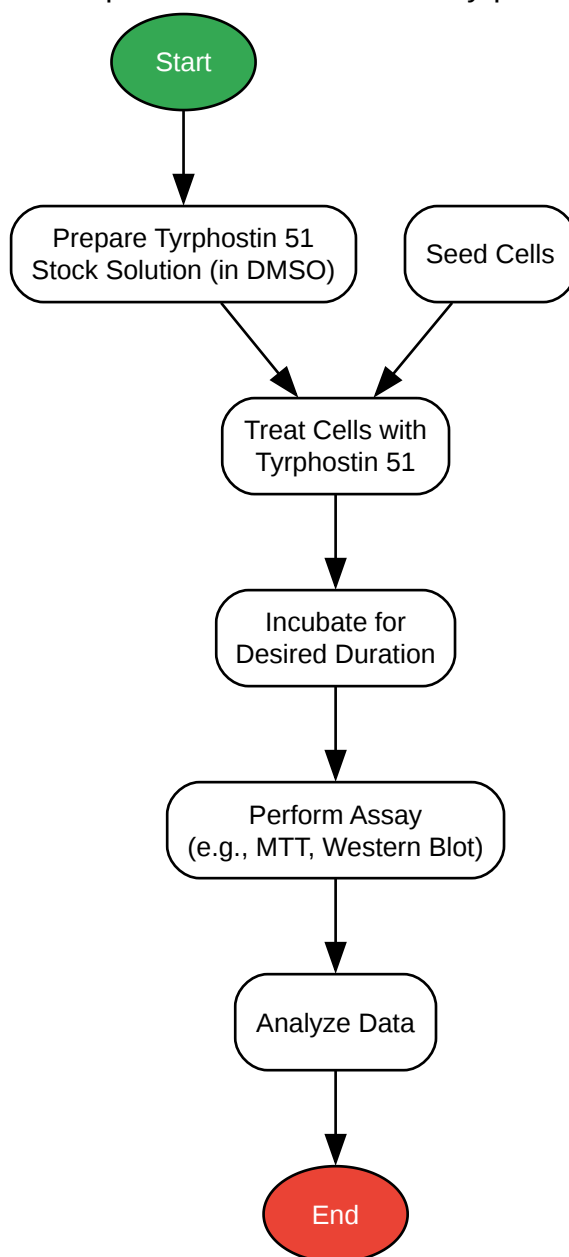 Start
Prepare Tyrphostin 51
Stock Solution (in DMSO)
Seed Cells
Treat Cells with
Tyrphostin 51
Incubate for
Desired Duration
Perform Assay
(e.g., MTT, Western Blot)
Analyze Data
End